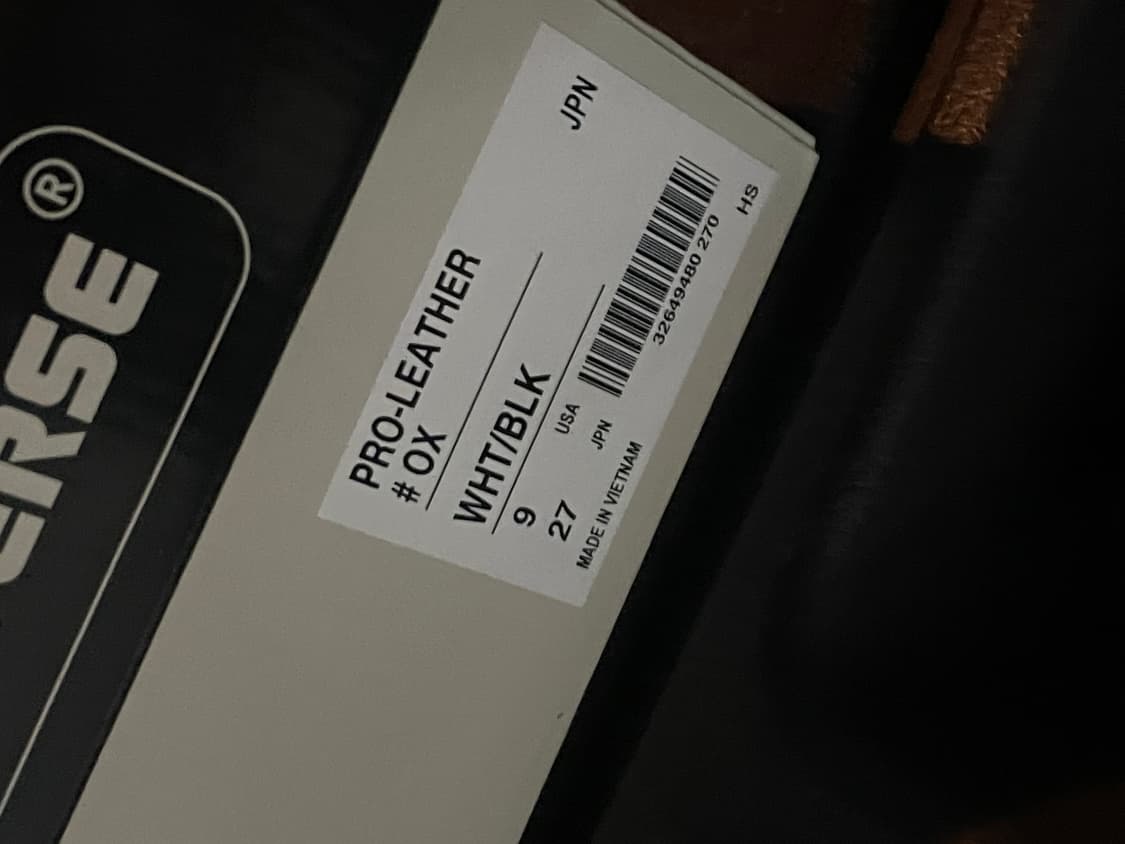 ERSE®
PRO-LEATHER
# OX
JPN
WHT/BLK
9 USA
27 JPN
MADE IN VIETNAM
32649480 270
HS